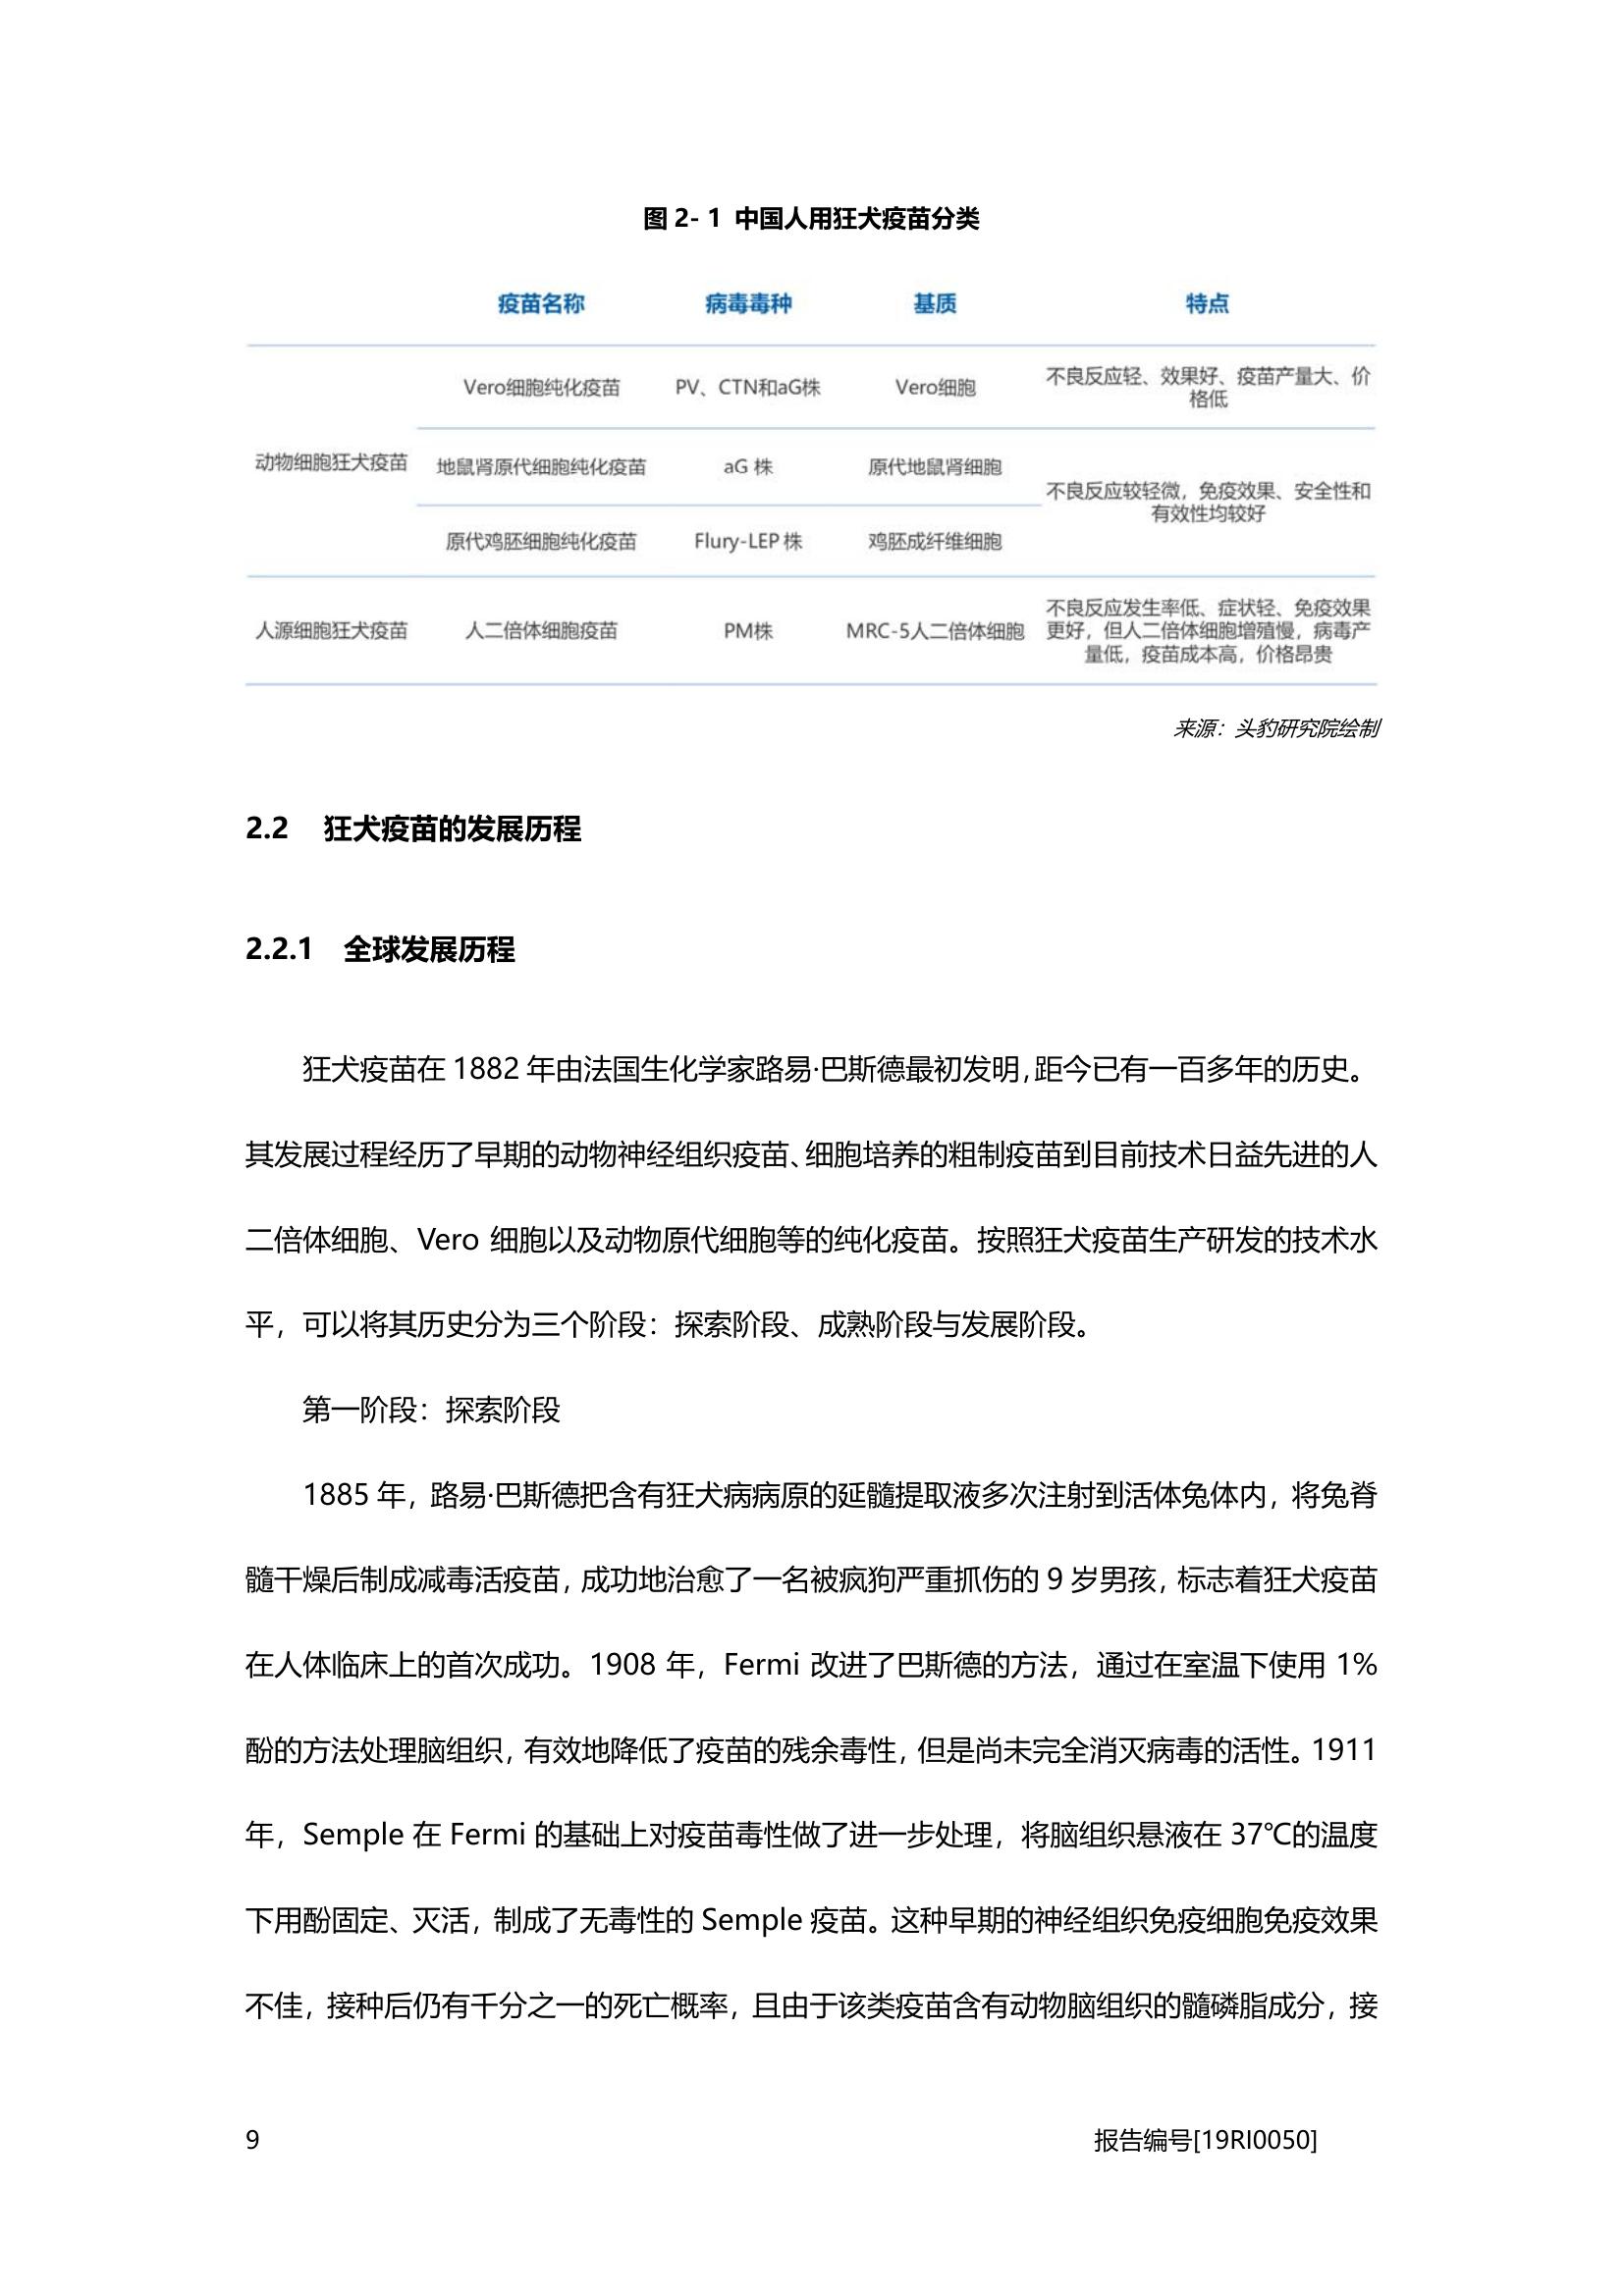 图 2- 1 中国人用狂犬疫苗分类
疫苗名称 病毒毒种 基质 特点
Vero细胞纯化疫苗 PV、CTN和aG株 Vero细胞 不良反应轻、效果好、疫苗产量大、价
格低
动物细胞狂犬疫苗 地鼠肾原代细胞纯化疫苗 aG 株 原代地鼠肾细胞
不良反应较轻微，免疫效果、安全性和
有效性均较好
原代鸡胚细胞纯化疫苗 Flury-LEP 株 鸡胚成纤维细胞
人源细胞狂犬疫苗 人二倍体细胞疫苗 PM株 MRC-5人二倍体细胞 不良反应发生率低、症状轻、免疫效果
更好，但人二倍体细胞增殖慢，病毒产
量低，疫苗成本高，价格昂贵
来源：头豹研究院绘制
2.2 狂犬疫苗的发展历程
2.2.1 全球发展历程
狂犬疫苗在 1882 年由法国生化学家路易·巴斯德最初发明，距今已有一百多年的历史。
其发展过程经历了早期的动物神经组织疫苗、细胞培养的粗制疫苗到目前技术日益先进的人
二倍体细胞、Vero 细胞以及动物原代细胞等的纯化疫苗。按照狂犬疫苗生产研发的技术水
平，可以将其历史分为三个阶段：探索阶段、成熟阶段与发展阶段。
第一阶段：探索阶段
1885 年，路易·巴斯德把含有狂犬病病原的延髓提取液多次注射到活体兔体内，将兔脊
髓干燥后制成减毒活疫苗，成功地治愈了一名被疯狗严重抓伤的 9 岁男孩，标志着狂犬疫苗
在人体临床上的首次成功。1908 年，Fermi 改进了巴斯德的方法，通过在室温下使用 1%
酚的方法处理脑组织，有效地降低了疫苗的残余毒性，但是尚未完全消灭病毒的活性。1911
年，Semple 在 Fermi 的基础上对疫苗毒性做了进一步处理，将脑组织悬液在 37℃的温度
下用酚固定、灭活，制成了无毒性的 Semple 疫苗。这种早期的神经组织免疫细胞免疫效果
不佳，接种后仍有千分之一的死亡概率，且由于该类疫苗含有动物脑组织的髓磷脂成分，接
9 报告编号[19RI0050]